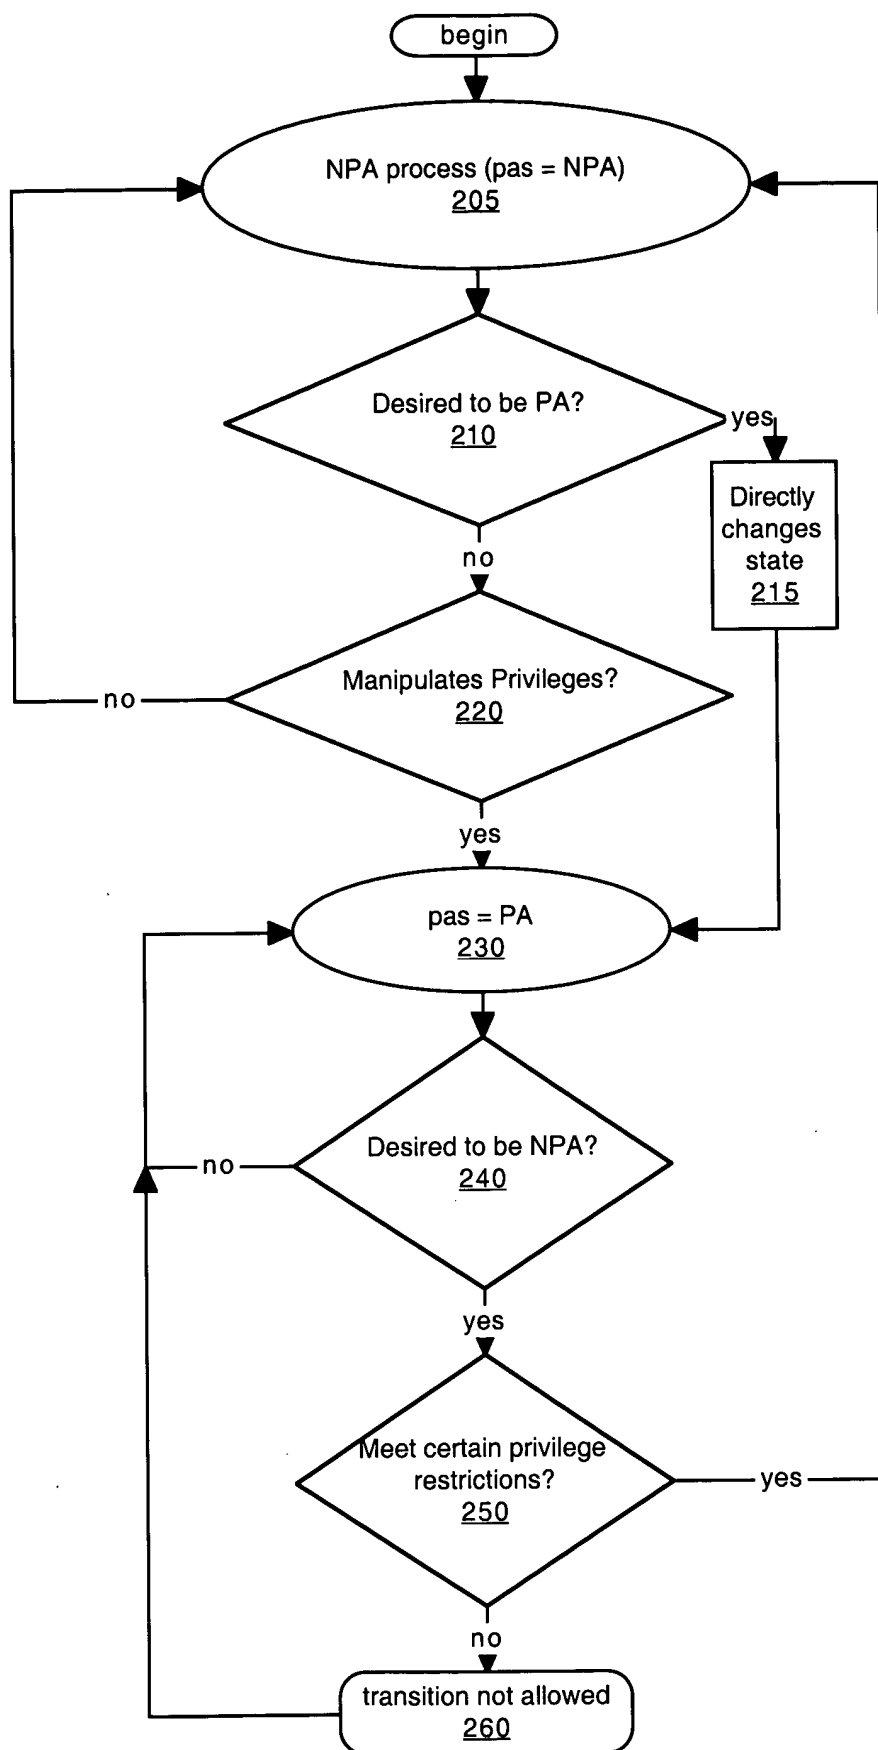 begin
NPA process (pas = NPA)
205
Desired to be PA?
210
yes
Directly
changes
state
215
no
Manipulates Privileges?
220
no
yes
pas = PA
230
Desired to be NPA?
240
no
yes
Meet certain privilege
restrictions?
250
yes
no
transition not allowed
260